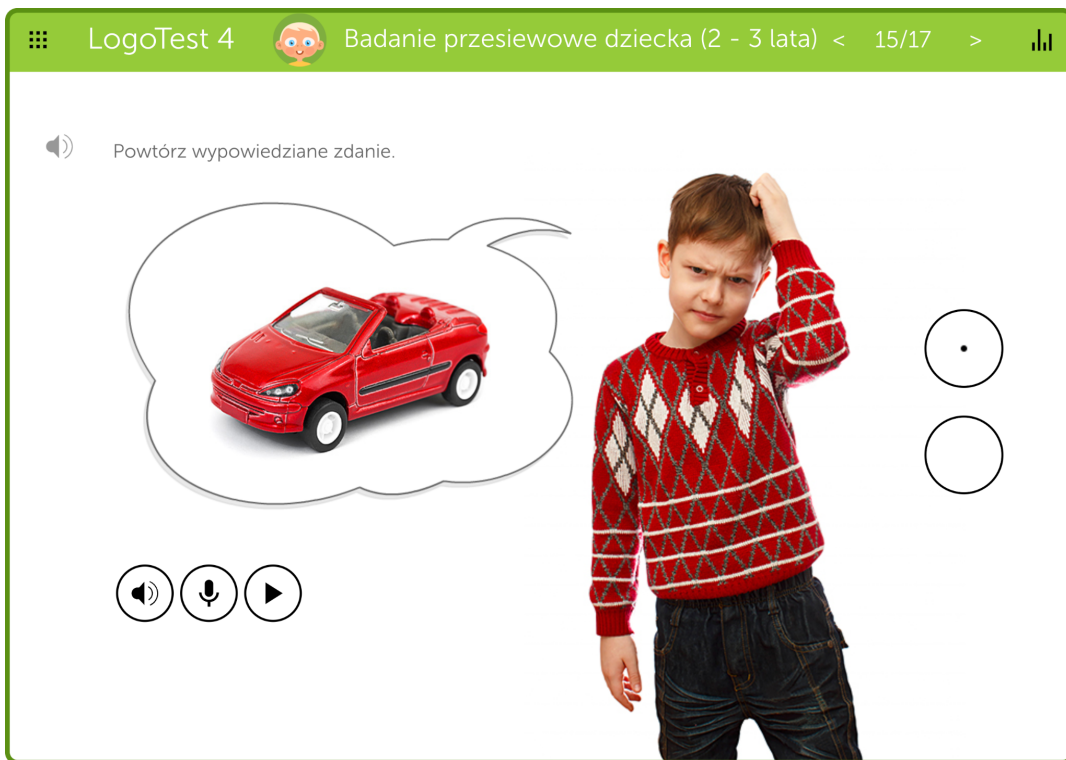 LogoTest 4 Badanie przesiewowe dziecka (2 - 3 lata) < 15/17 >
Powtórz wypowiedziane zdanie.